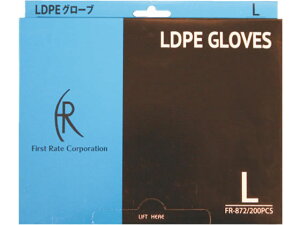 LDPEグローブ
L
LDPE GLOVES
FR
First Rate Corporation
L
FR-872/200PCS
LIFT HERE